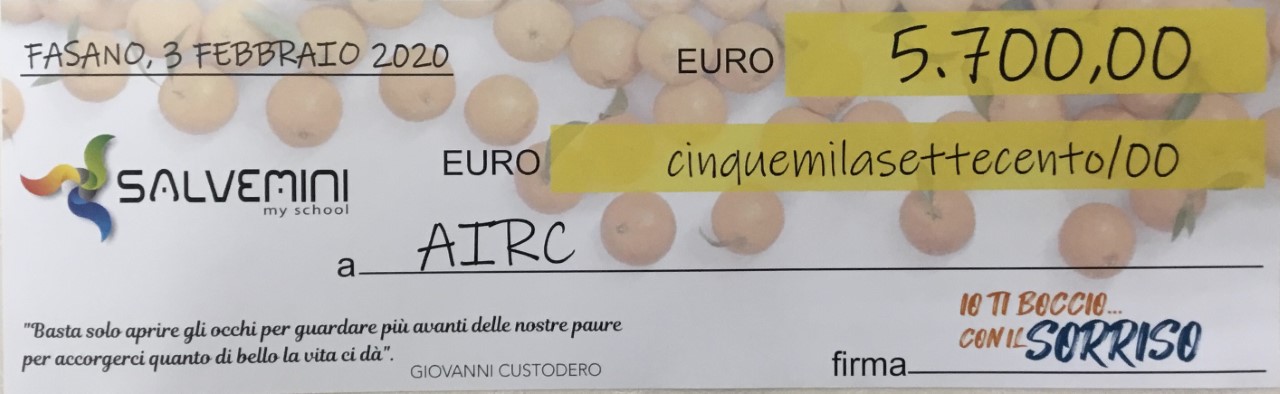 FASANO, 3 FEBBRAIO 2020
EURO 5.700,00
SALVEMINI
my school
EURO cinquemilasettecento/00
a AIRC
"Basta solo aprire gli occhi per guardare più avanti delle nostre paure
per accorgerci quanto di bello la vita ci dà".
GIOVANNI CUSTODERO
IO TI BOCCIO...
CON IL SORRISO
firma